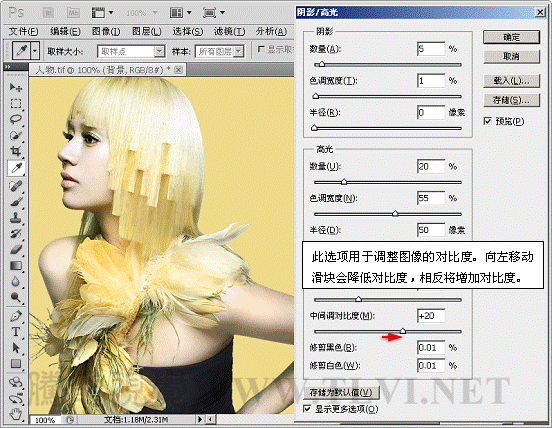 Ps Br Mb 100%
阴影/高光
文件(F) 编辑(E) 图像(I) 图层(L) 选择(S) 滤镜(T) 分析(A)
取样大小: 取样点 样本: 所有图层 显示取
人物.tif @ 100% (背景, RGB/8#) *
阴影
数量(A): 5 %
色调宽度(T): 1 %
半径(R): 0 像素
高光
数量(U): 20 %
色调宽度(N): 55 %
半径(D): 50 像素
此选项用于调整图像的对比度。向左移动
滑块会降低对比度，相反将增加对比度。
中间调对比度(M): +20
修剪黑色(B): 0.01 %
修剪白色(W): 0.01 %
存储为默认值(V)
显示更多选项(O)
确定
取消
载入(L)...
存储(S)...
预览(P)
WWW.TLVI.NET
100% 文档:1.18M/2.31M